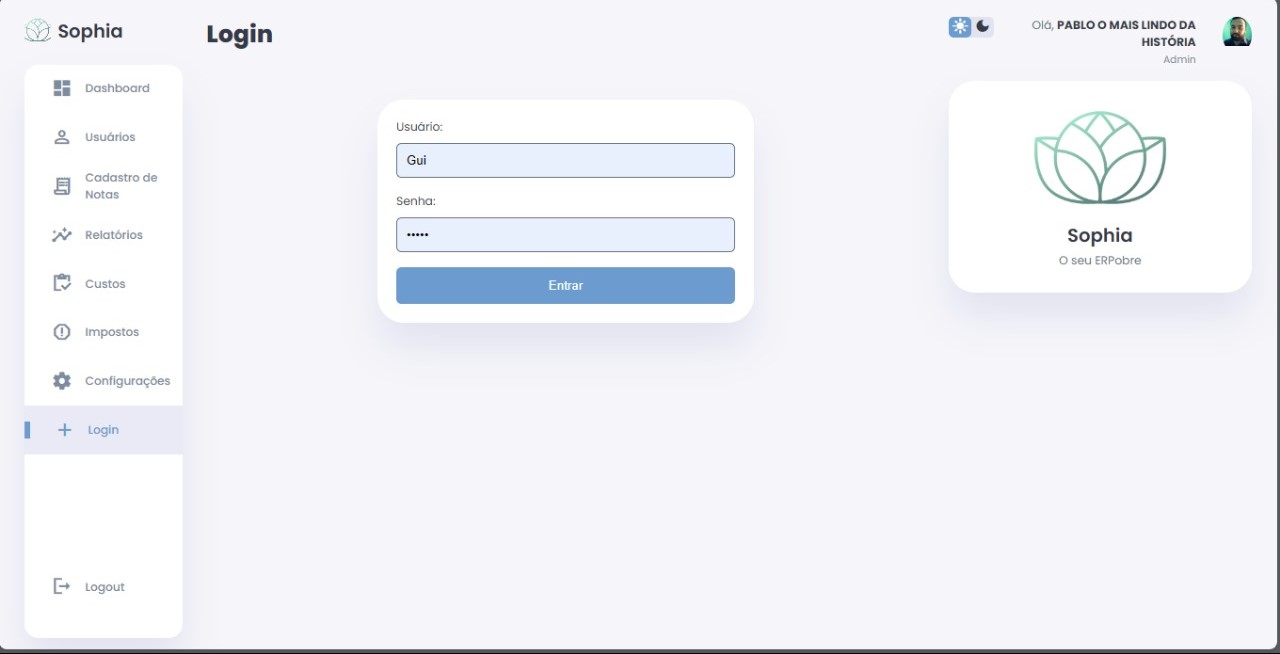 Sophia
Login
Olá, PABLO O MAIS LINDO DA
HISTÓRIA
Admin
Dashboard
Usuários
Cadastro de
Notas
Relatórios
Custos
Impostos
Configurações
Login
Logout
Usuário:
Gui
Senha:
•••••
Entrar
Sophia
O seu ERPobre